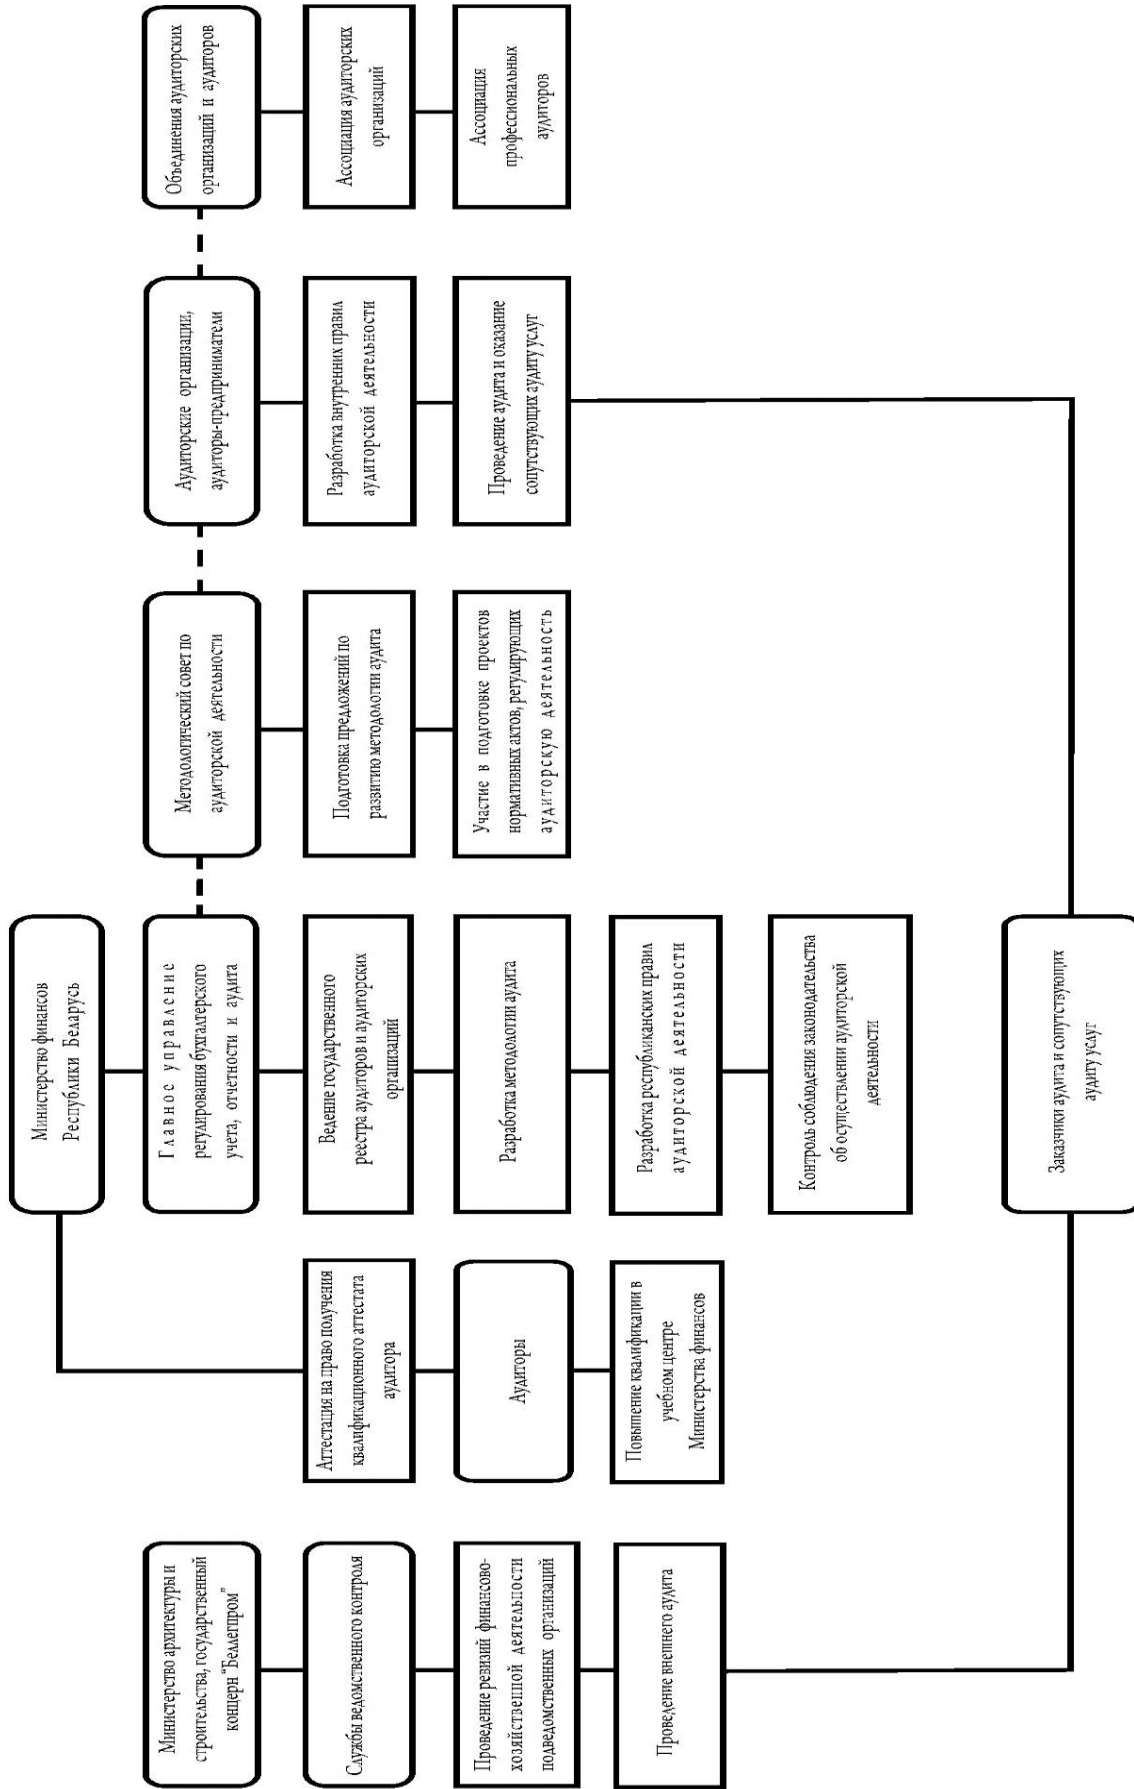 Министерство финансов
Республики Беларусь
Министерство архитектуры и
строительства, государственный
концерн “Беллегпром”
Службы ведомственного контроля
Проведение ревизий финансово-
хозяйственной деятельности
подведомственных организаций
Проведение внешнего аудита
Аттестация на право получения
квалификационного аттестата
аудитора
Аудиторы
Повышение квалификации в
учебном центре
Министерства финансов
Главное управление
регулирования бухгалтерского
учета, отчетности и аудита
Ведение государственного
реестра аудиторов и аудиторских
организаций
Разработка методологии аудита
Разработка республиканских правил
аудиторской деятельности
Контроль соблюдения законодательства
об осуществлении аудиторской
деятельности
Методологический совет по
аудиторской деятельности
Подготовка предложений по
развитию методологии аудита
Участие в подготовке проектов
нормативных актов, регулирующих
аудиторскую деятельность
Аудиторские организации,
аудиторы-предприниматели
Разработка внутренних правил
аудиторской деятельности
Проведение аудита и оказание
сопутствующих аудиту услуг
Объединения аудиторских
организаций и аудиторов
Ассоциация аудиторских
организаций
Ассоциация
профессиональных
аудиторов
Заказчики аудита и сопутствующих
аудиту услуг